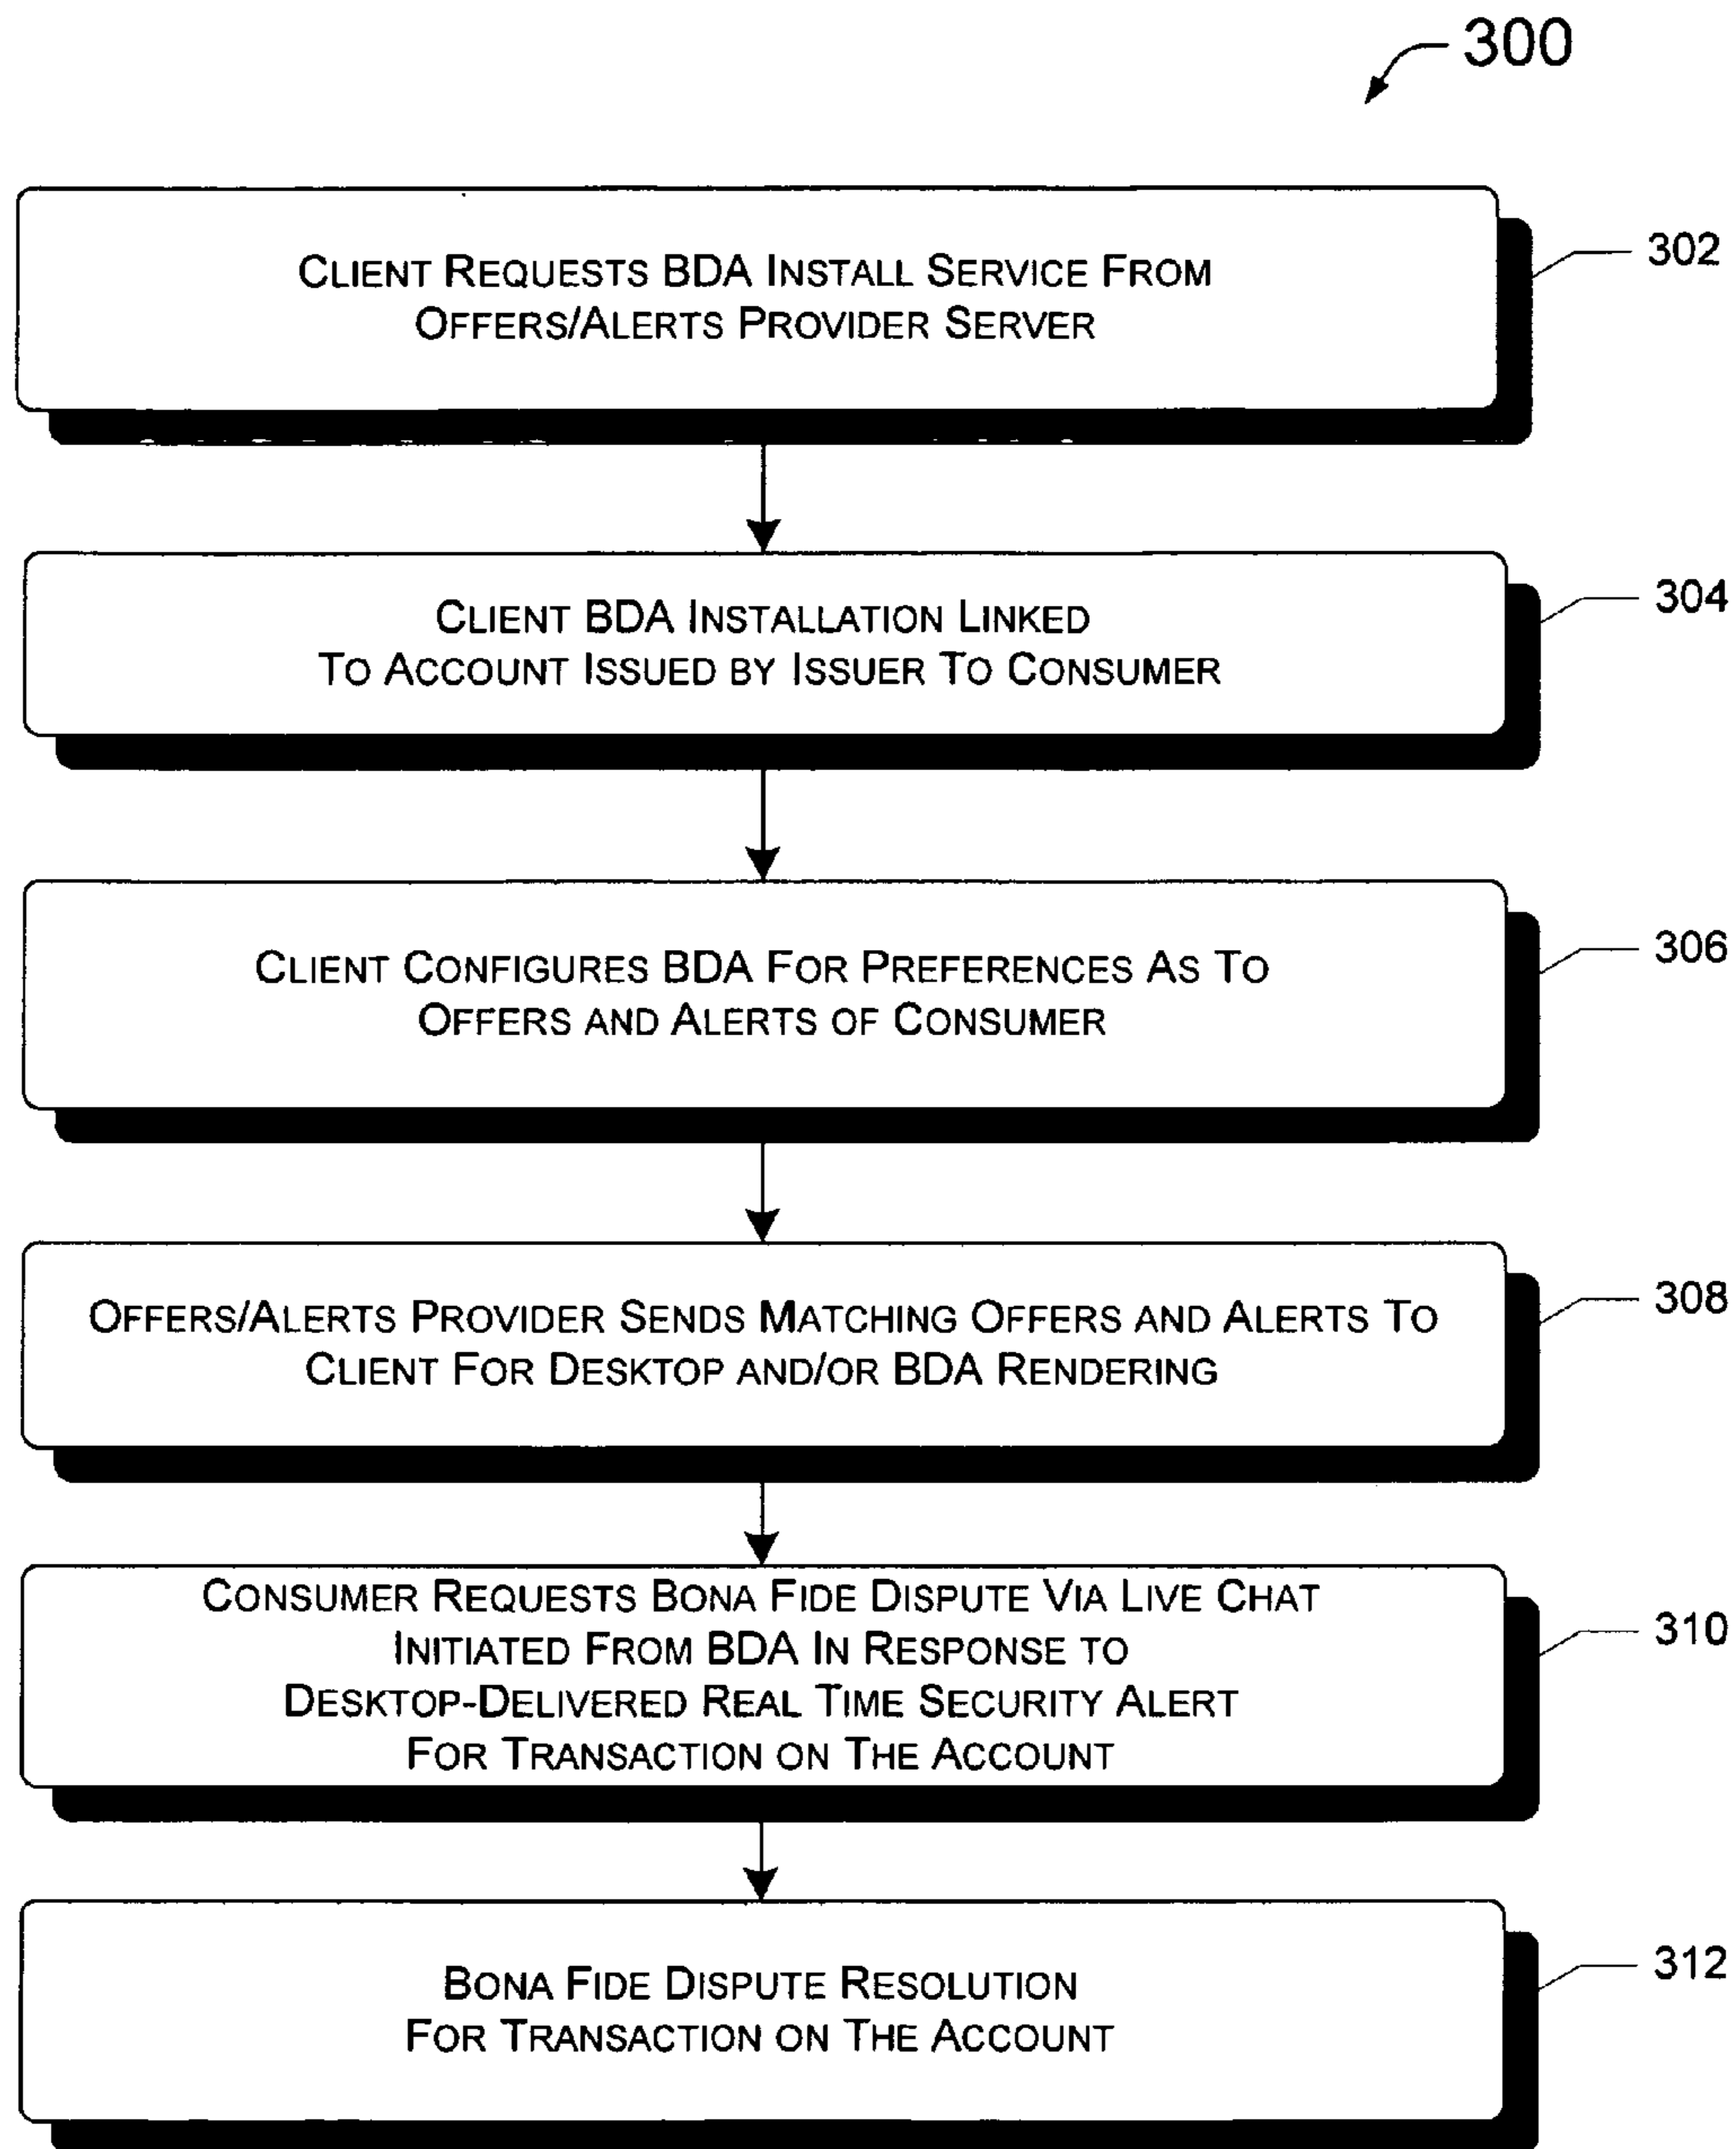 300
CLIENT REQUESTS BDA INSTALL SERVICE FROM
OFFERS/ALERTS PROVIDER SERVER
302
CLIENT BDA INSTALLATION LINKED
TO ACCOUNT ISSUED BY ISSUER TO CONSUMER
304
CLIENT CONFIGURES BDA FOR PREFERENCES AS TO
OFFERS AND ALERTS OF CONSUMER
306
OFFERS/ALERTS PROVIDER SENDS MATCHING OFFERS AND ALERTS TO
CLIENT FOR DESKTOP AND/OR BDA RENDERING
308
CONSUMER REQUESTS BONA FIDE DISPUTE VIA LIVE CHAT
INITIATED FROM BDA IN RESPONSE TO
DESKTOP-DELIVERED REAL TIME SECURITY ALERT
FOR TRANSACTION ON THE ACCOUNT
310
BONA FIDE DISPUTE RESOLUTION
FOR TRANSACTION ON THE ACCOUNT
312